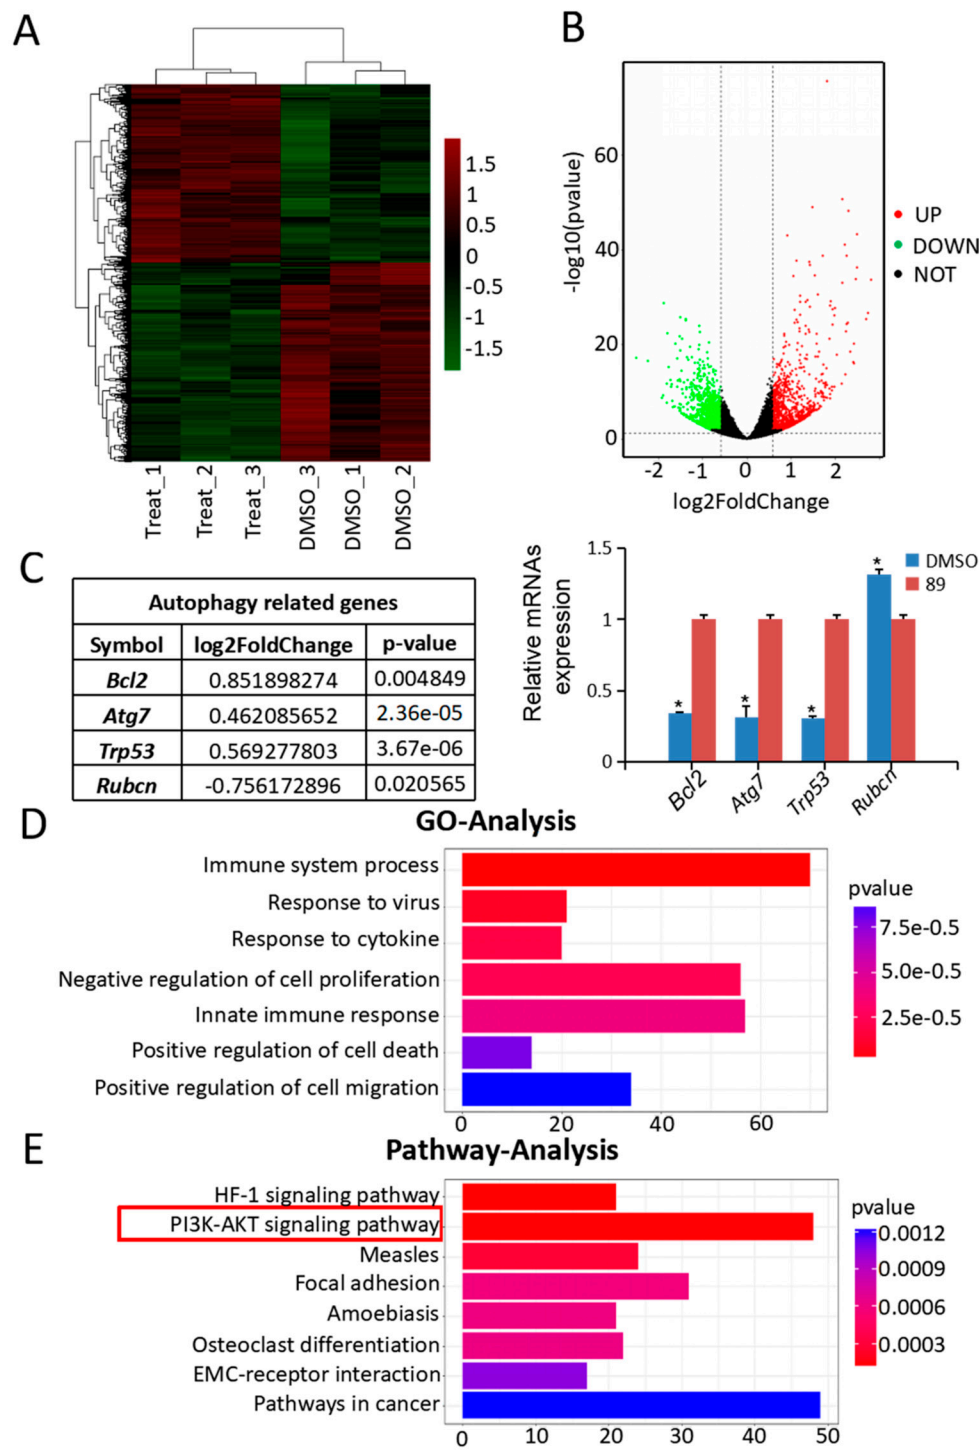 A
1.5
1
0.5
0
-0.5
-1
-1.5
Treat_1
Treat_2
Treat_3
DMSO_3
DMSO_1
DMSO_2
B
-log10(pvalue)
60
40
20
0
-2 -1 0 1 2
log2FoldChange
UP
DOWN
NOT
C
Autophagy related genes
Symbol log2FoldChange p-value
Bcl2 0.851898274 0.004849
Atg7 0.462085652 2.36e-05
Trp53 0.569277803 3.67e-06
Rubcn -0.756172896 0.020565
Relative mRNAs
expression
1.5
1
0.5
0
* * * *
DMSO
89
Bcl2
Atg7
Trp53
Rubcn
D
GO-Analysis
Immune system process
Response to virus
Response to cytokine
Negative regulation of cell proliferation
Innate immune response
Positive regulation of cell death
Positive regulation of cell migration
0 20 40 60
pvalue
7.5e-0.5
5.0e-0.5
2.5e-0.5
E
Pathway-Analysis
HF-1 signaling pathway
PI3K-AKT signaling pathway
Measles
Focal adhesion
Amoebiasis
Osteoclast differentiation
EMC-receptor interaction
Pathways in cancer
0 10 20 30 40 50
pvalue
0.0012
0.0009
0.0006
0.0003